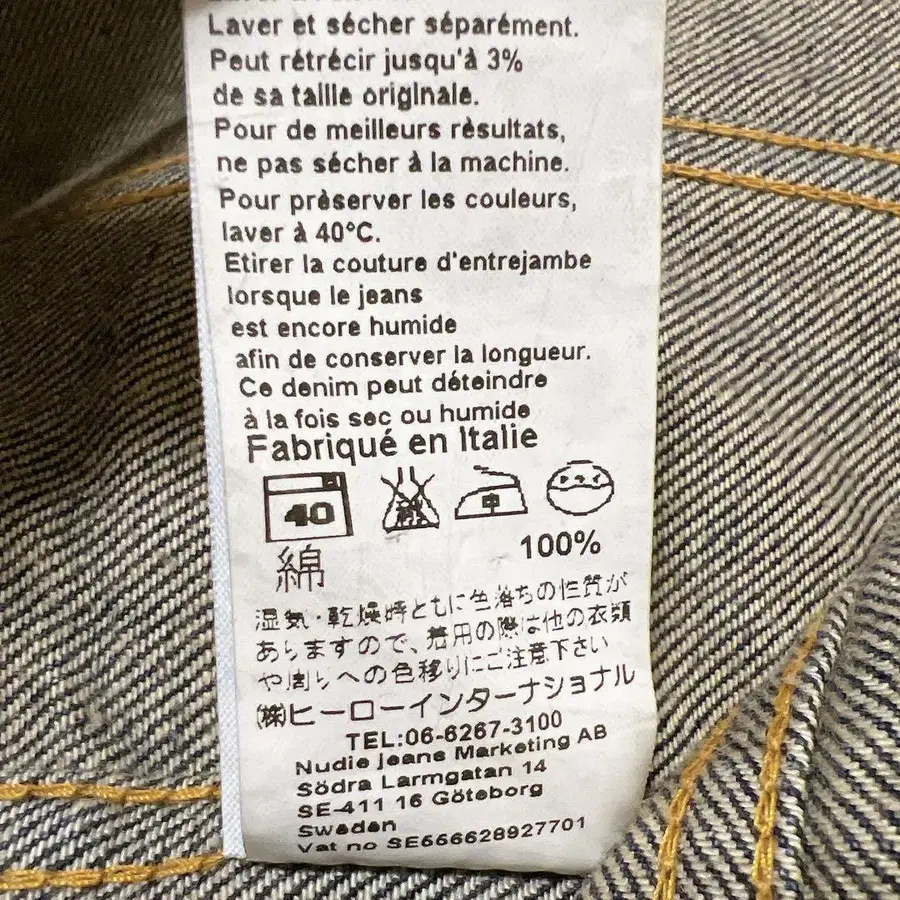 Laver et sécher séparément.
Peut rétrécir jusqu'à 3%
de sa taille originale.
Pour de meilleurs rèsultats,
ne pas sécher à la machine.
Pour prèserver les couleurs,
laver à 40°C.
Etirer la couture d'entrejambe
lorsque le jeans
est encore humide
afin de conserver la longueur.
Ce denim peut déteindre
à la fois sec ou humide
Fabriqué en Italie
40
中
ドライ
綿 100%
湿気・乾燥時ともに色落ちの性質が
ありますので、着用の際は他の衣類
や周りへの色移りにご注意下さい
㈱ヒーローインターナショナル
TEL:06-6267-3100
Nudie Jeans Marketing AB
Södra Larmgatan 14
SE-411 16 Göteborg
Sweden
Vat no SE556628927701